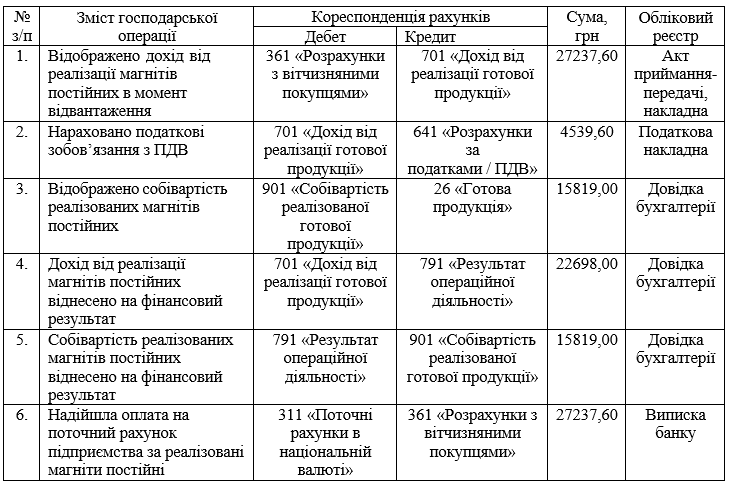 №
з/п
Зміст господарської
операції
Кореспонденція рахунків
Дебет
Кредит
Сума,
грн
Обліковий
реєстр
1.
Відображено дохід від
реалізації магнітів
постійних в момент
відвантаження
361 «Розрахунки
з вітчизняними
покупцями»
701 «Дохід від
реалізації готової
продукції»
27237,60
Акт
приймання-
передачі,
накладна
2.
Нараховано податкові
зобов’язання з ПДВ
701 «Дохід від
реалізації готової
продукції»
641 «Розрахунки
за
податками / ПДВ»
4539,60
Податкова
накладна
3.
Відображено собівартість
реалізованих магнітів
постійних
901 «Собівартість
реалізованої
готової
продукції»
26 «Готова
продукція»
15819,00
Довідка
бухгалтерії
4.
Дохід від реалізації
магнітів постійних
віднесено на фінансовий
результат
701 «Дохід від
реалізації готової
продукції»
791 «Результат
операційної
діяльності»
22698,00
Довідка
бухгалтерії
5.
Собівартість реалізованих
магнітів постійних
віднесено на фінансовий
результат
791 «Результат
операційної
діяльності»
901 «Собівартість
реалізованої
готової продукції»
15819,00
Довідка
бухгалтерії
6.
Надійшла оплата на
поточний рахунок
підприємства за реалізовані
магніти постійні
311 «Поточні
рахунки в
національній
валюті»
361 «Розрахунки з
вітчизняними
покупцями»
27237,60
Виписка
банку